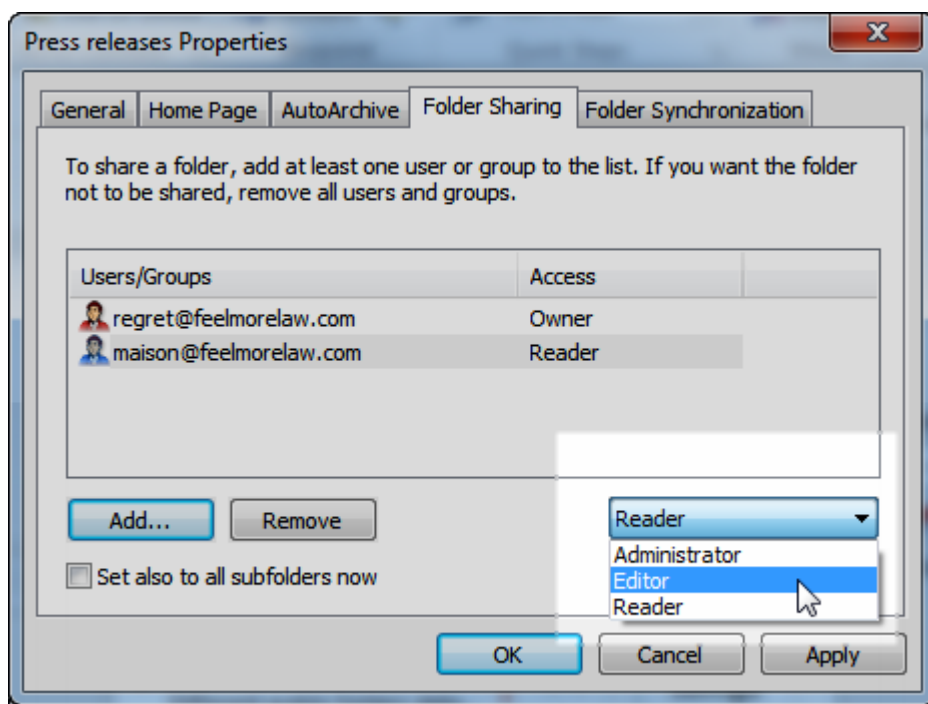 Press releases Properties
General Home Page AutoArchive Folder Sharing Folder Synchronization
To share a folder, add at least one user or group to the list. If you want the folder
not to be shared, remove all users and groups.
Users/Groups Access
regret@feelmorelaw.com Owner
maison@feelmorelaw.com Reader
Add... Remove Reader
Administrator
Set also to all subfolders now Editor
Reader
OK Cancel Apply